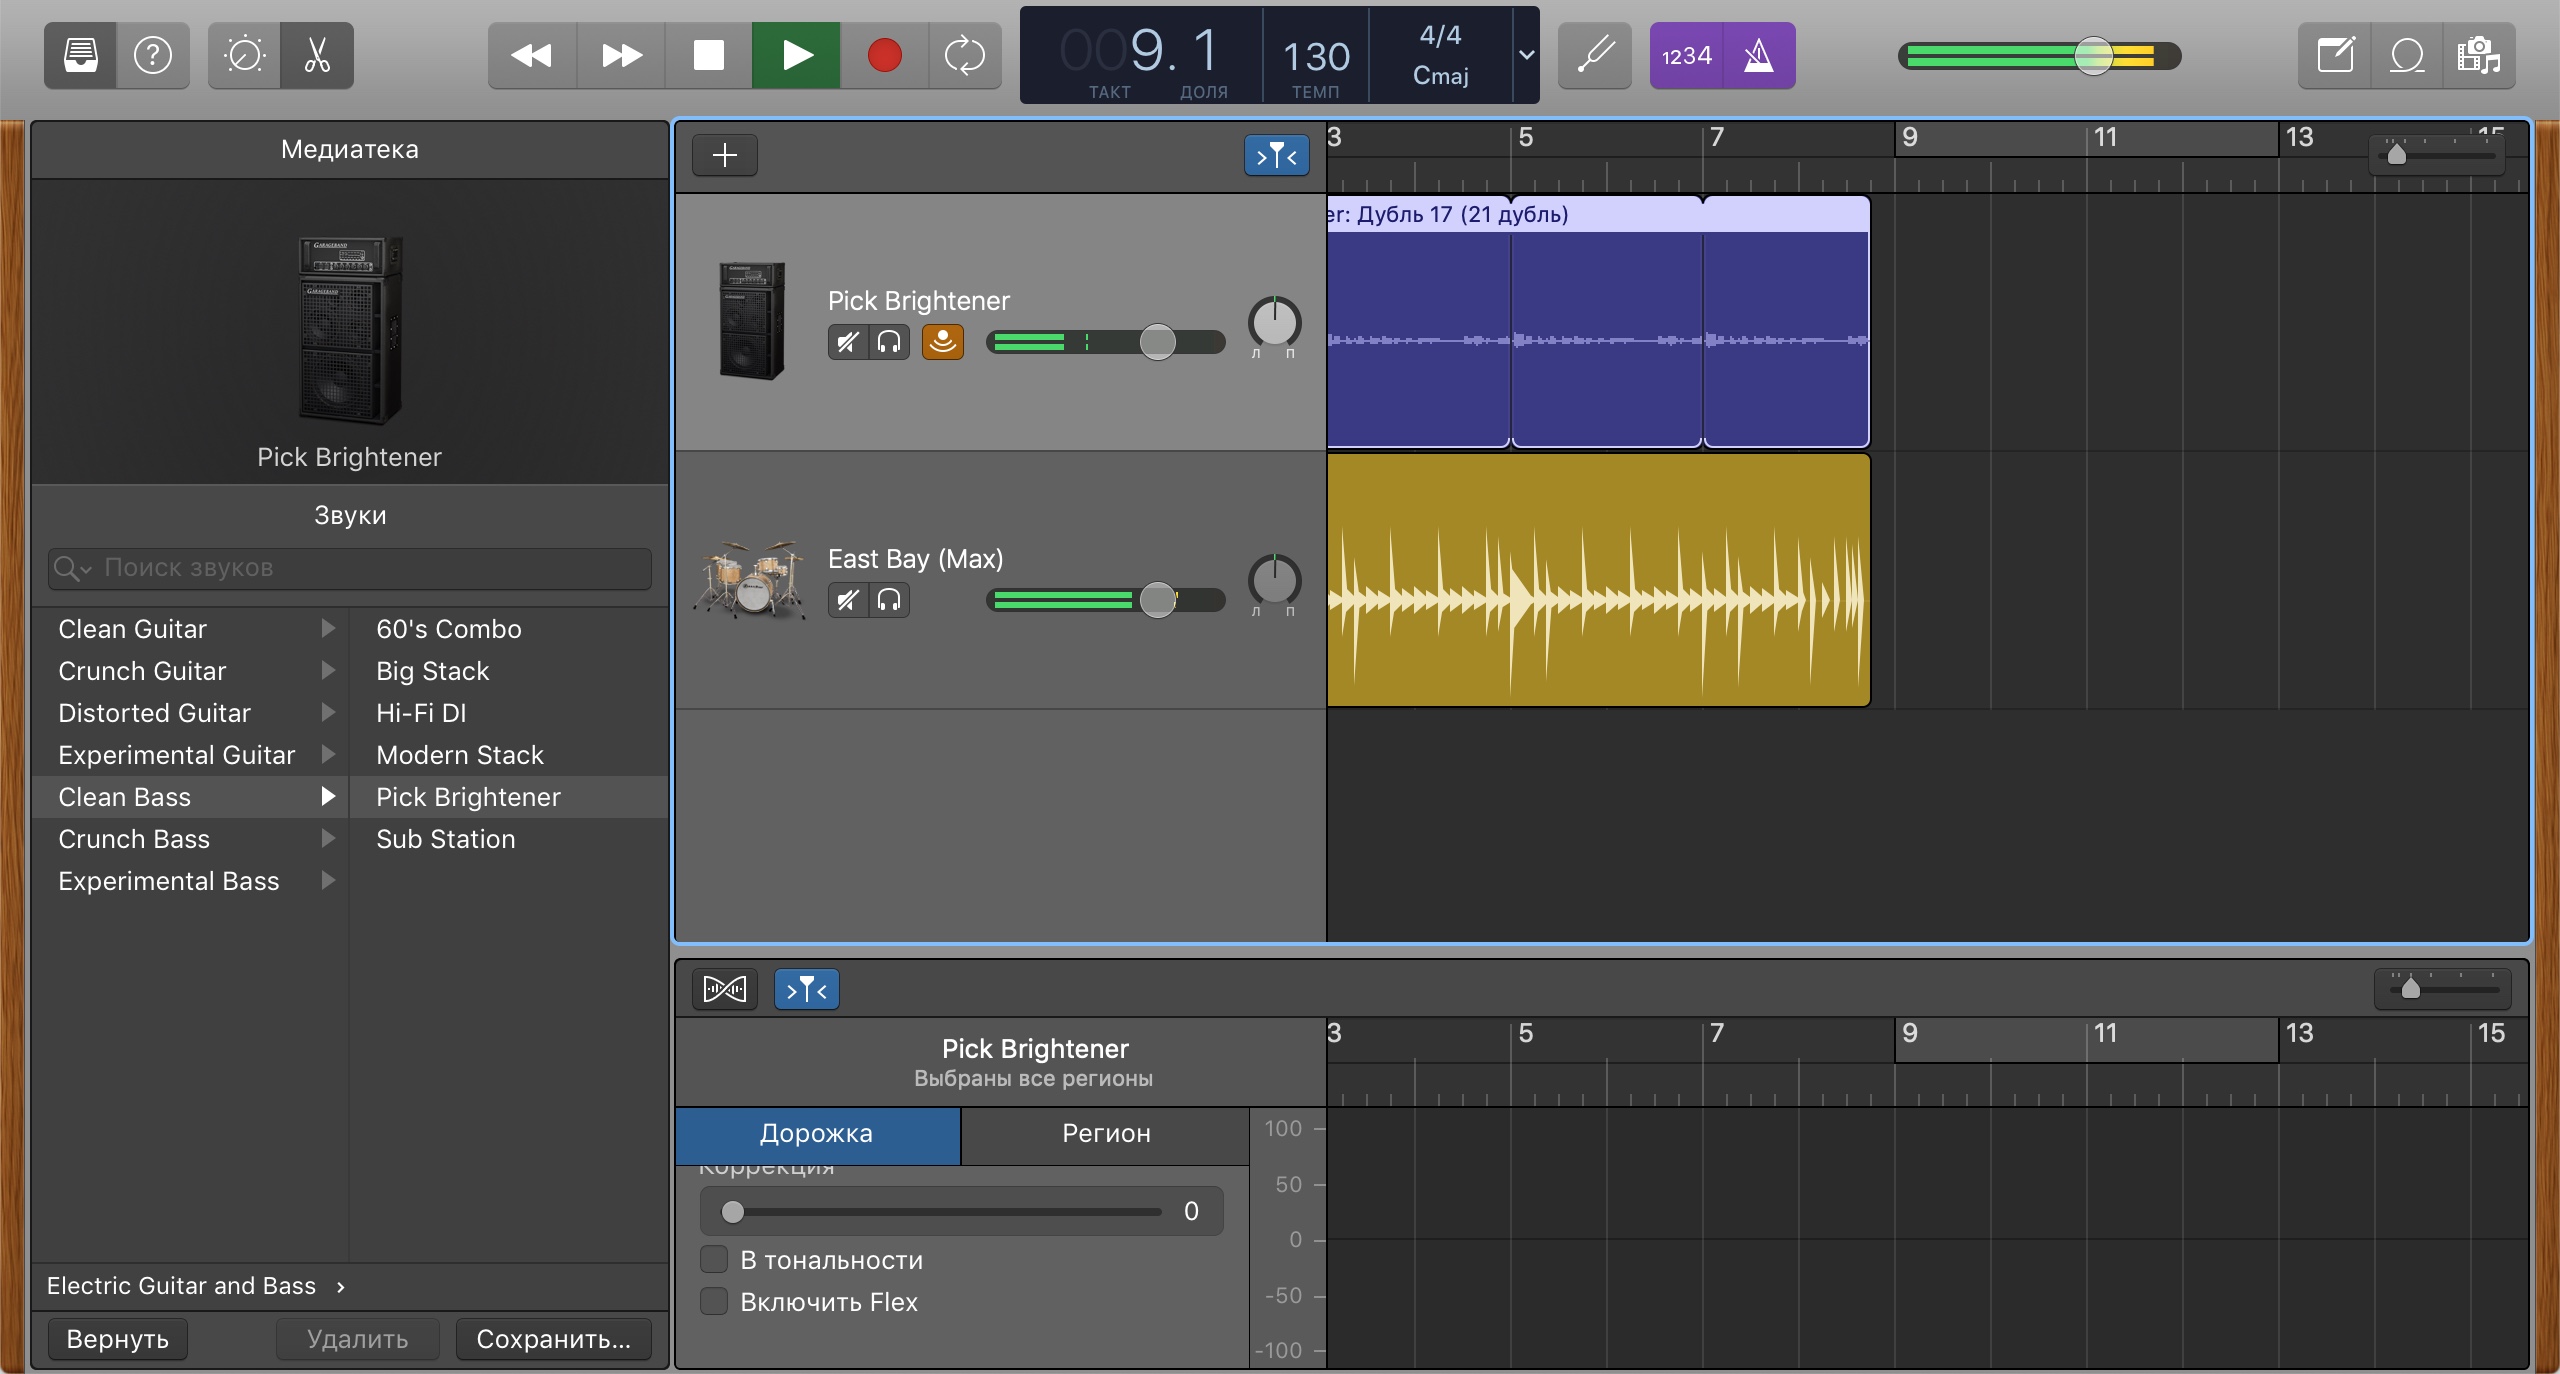 1234
009. 1
ТАКТ
ДОЛЯ
130
ТЕМП
4/4
Cmaj
Медиатека
GARAGEBAND
GARAGEBAND
Pick Brightener
Звуки
Поиск звуков
Clean Guitar
Crunch Guitar
Distorted Guitar
Experimental Guitar
Clean Bass
Crunch Bass
Experimental Bass
60's Combo
Big Stack
Hi-Fi DI
Modern Stack
Pick Brightener
Sub Station
Electric Guitar and Bass ›
Вернуть
Удалить
Сохранить...
3 5 7 9 11 13 15
er: Дубль 17 (21 дубль)
Pick Brightener
Л П
East Bay (Max)
Л П
Pick Brightener
Выбраны все регионы
3 5 7 9 11 13 15
Дорожка
Регион
Коррекция
0
В тональности
Включить Flex
100
50
0
-50
-100